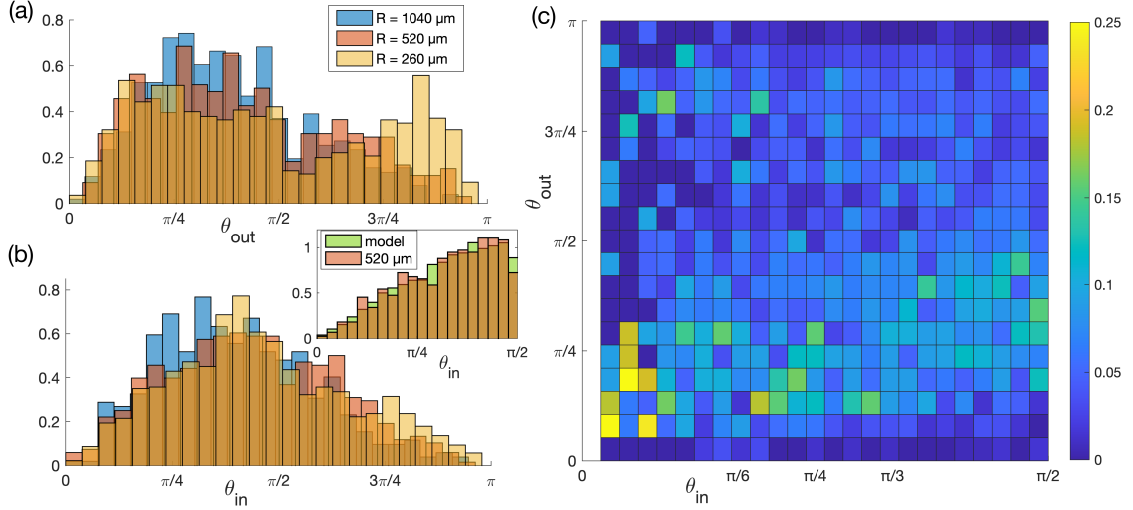 (a)
0.8
0.6
0.4
0.2
0
R = 1040 μm
R = 520 μm
R = 260 μm
0
π/4
π/2
3π/4
π
θout
(b)
0.8
0.6
0.4
0.2
0
0
π/4
π/2
3π/4
π
θin
model
520 μm
1
0.5
0
0
π/4
π/2
θin
(c)
π
3π/4
π/2
π/4
0
θout
π/6
π/4
π/3
π/2
θin
0.25
0.2
0.15
0.1
0.05
0